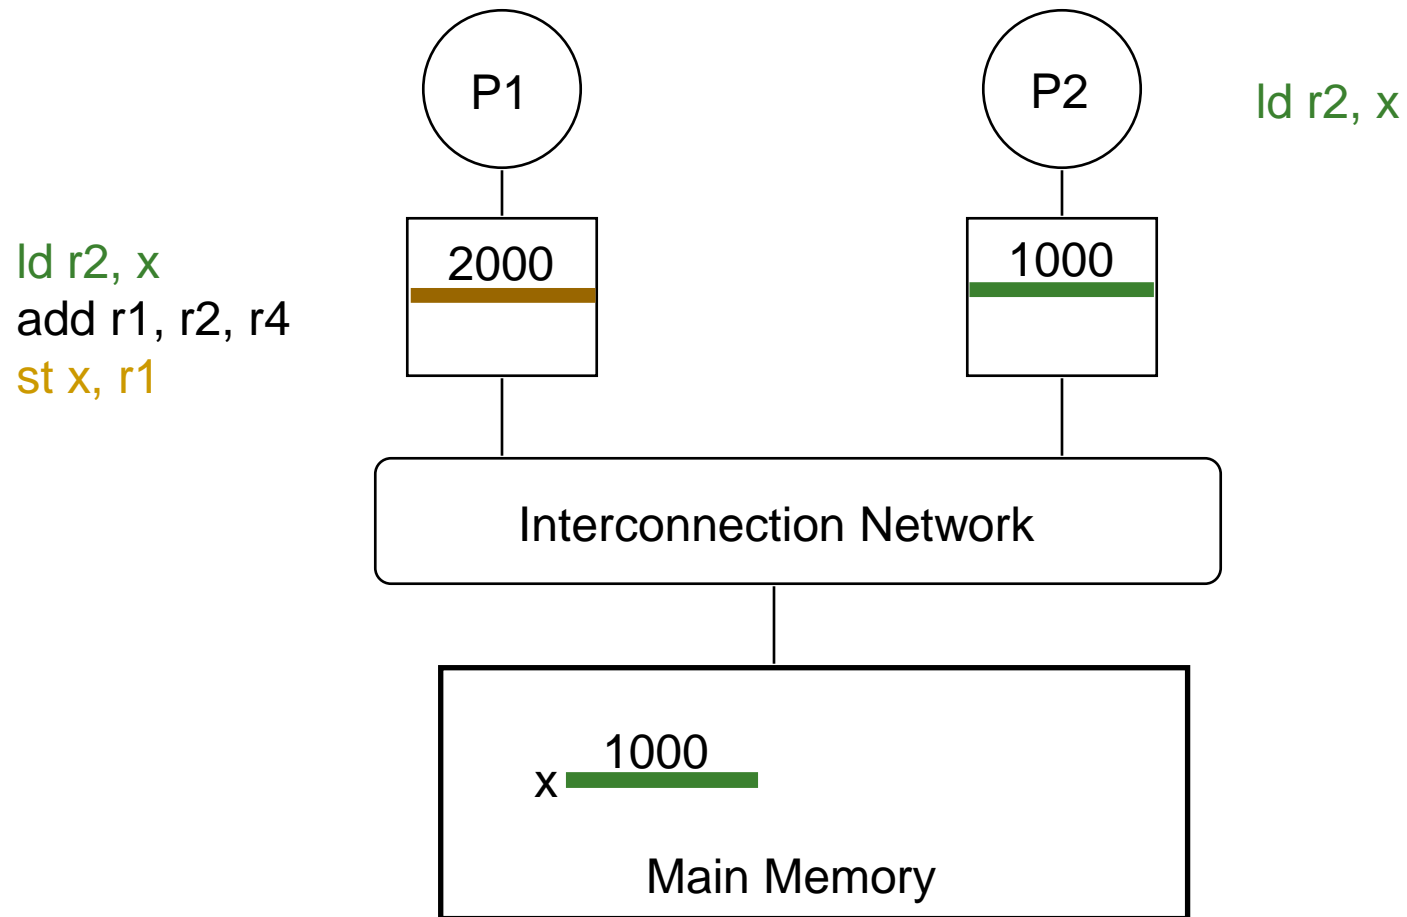 P1
P2
ld r2, x
2000
1000
ld r2, x
add r1, r2, r4
st x, r1
Interconnection Network
1000
x
Main Memory